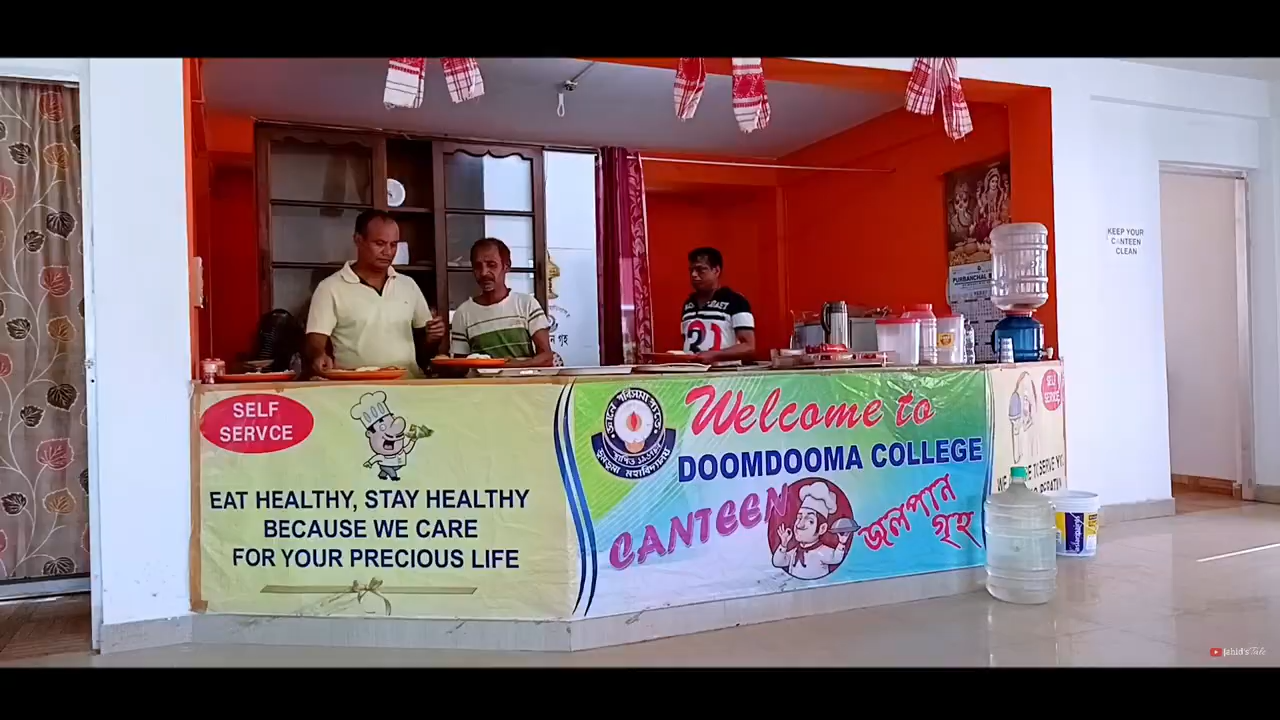 SELF
SERVCE
EAT HEALTHY, STAY HEALTHY
BECAUSE WE CARE
FOR YOUR PRECIOUS LIFE
Welcome to
DOOMDOOMA COLLEGE
CANTEEN
জলপান
গৃহ
KEEP YOUR
CANTEEN
CLEAN
SELF
SERVCE